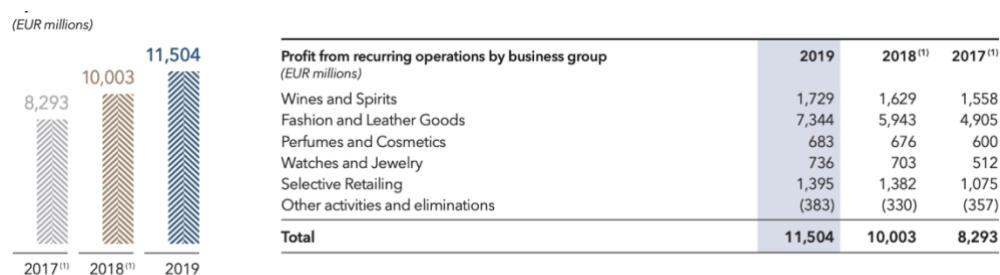 (EUR millions)
11,504
10,003
8,293
2017(1) 2018(1) 2019
Profit from recurring operations by business group 2019 2018(1) 2017(1)
(EUR millions)
Wines and Spirits 1,729 1,629 1,558
Fashion and Leather Goods 7,344 5,943 4,905
Perfumes and Cosmetics 683 676 600
Watches and Jewelry 736 703 512
Selective Retailing 1,395 1,382 1,075
Other activities and eliminations (383) (330) (357)
Total 11,504 10,003 8,293